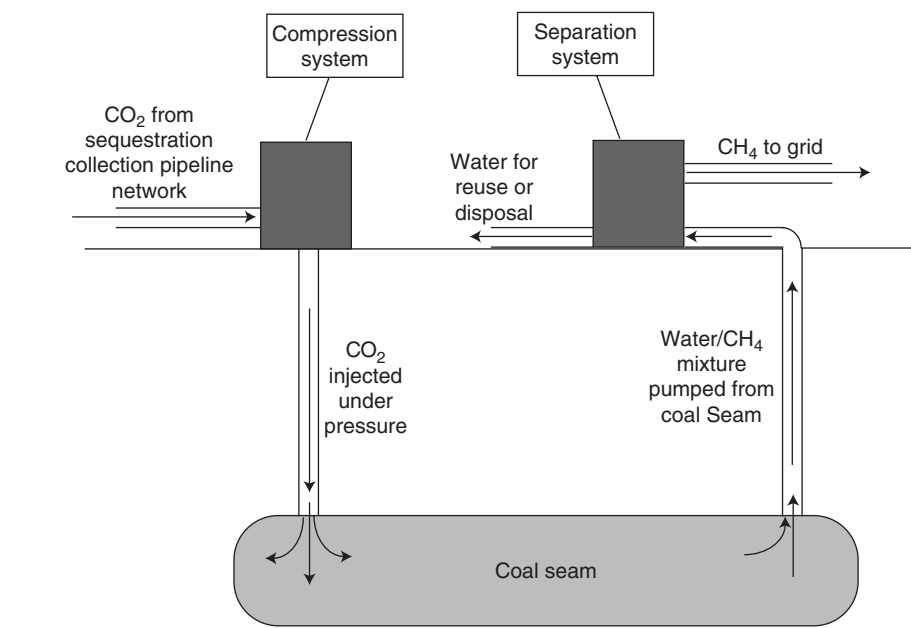 Compression
system
Separation
system
CO₂ from
sequestration
collection pipeline
network
Water for
reuse or
disposal
CH₄ to grid
CO₂
injected
under
pressure
Water/CH₄
mixture
pumped from
coal Seam
Coal seam